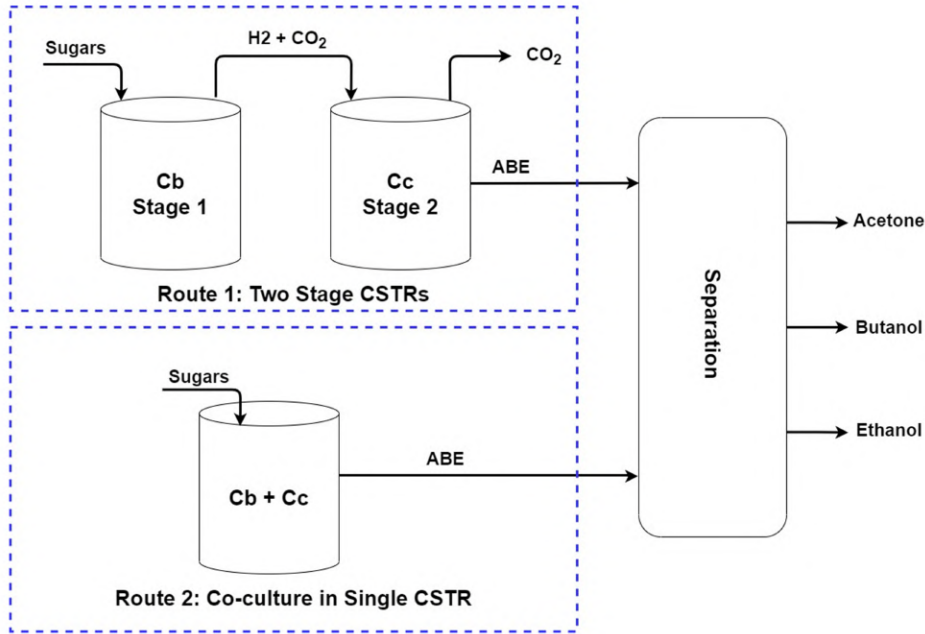 Sugars
H2 + CO₂
CO₂
Cb
Stage 1
Cc
Stage 2
ABE
Route 1: Two Stage CSTRs
Sugars
Cb + Cc
ABE
Route 2: Co-culture in Single CSTR
Separation
Acetone
Butanol
Ethanol